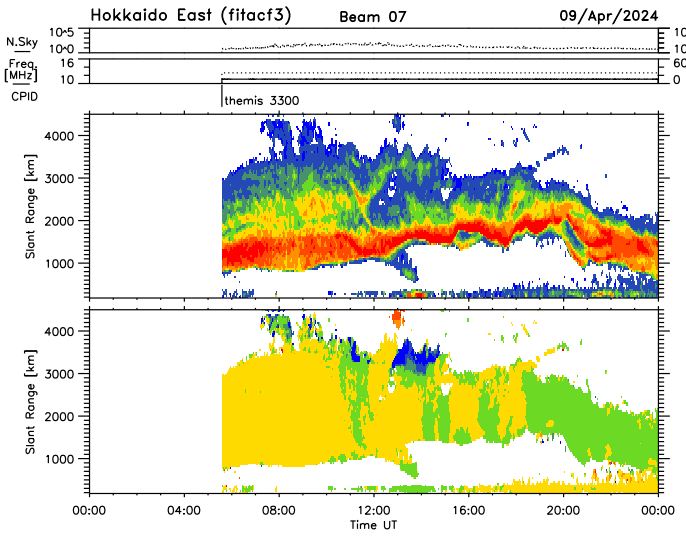 Hokkaido East (fitacf3) Beam 07 09/Apr/2024
N.Sky 10^5 10^0 10 10
Freq. [MHz] 16 10 60 0
CPID themis 3300
Slant Range [km] 4000 3000 2000 1000
Slant Range [km] 4000 3000 2000 1000
00:00 04:00 08:00 12:00 16:00 20:00 00:00
Time UT